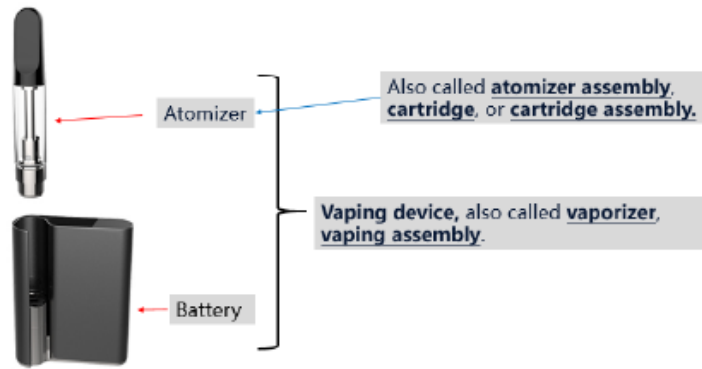 Also called atomizer assembly,
cartridge, or cartridge assembly.
Atomizer
Vaping device, also called vaporizer,
vaping assembly.
Battery